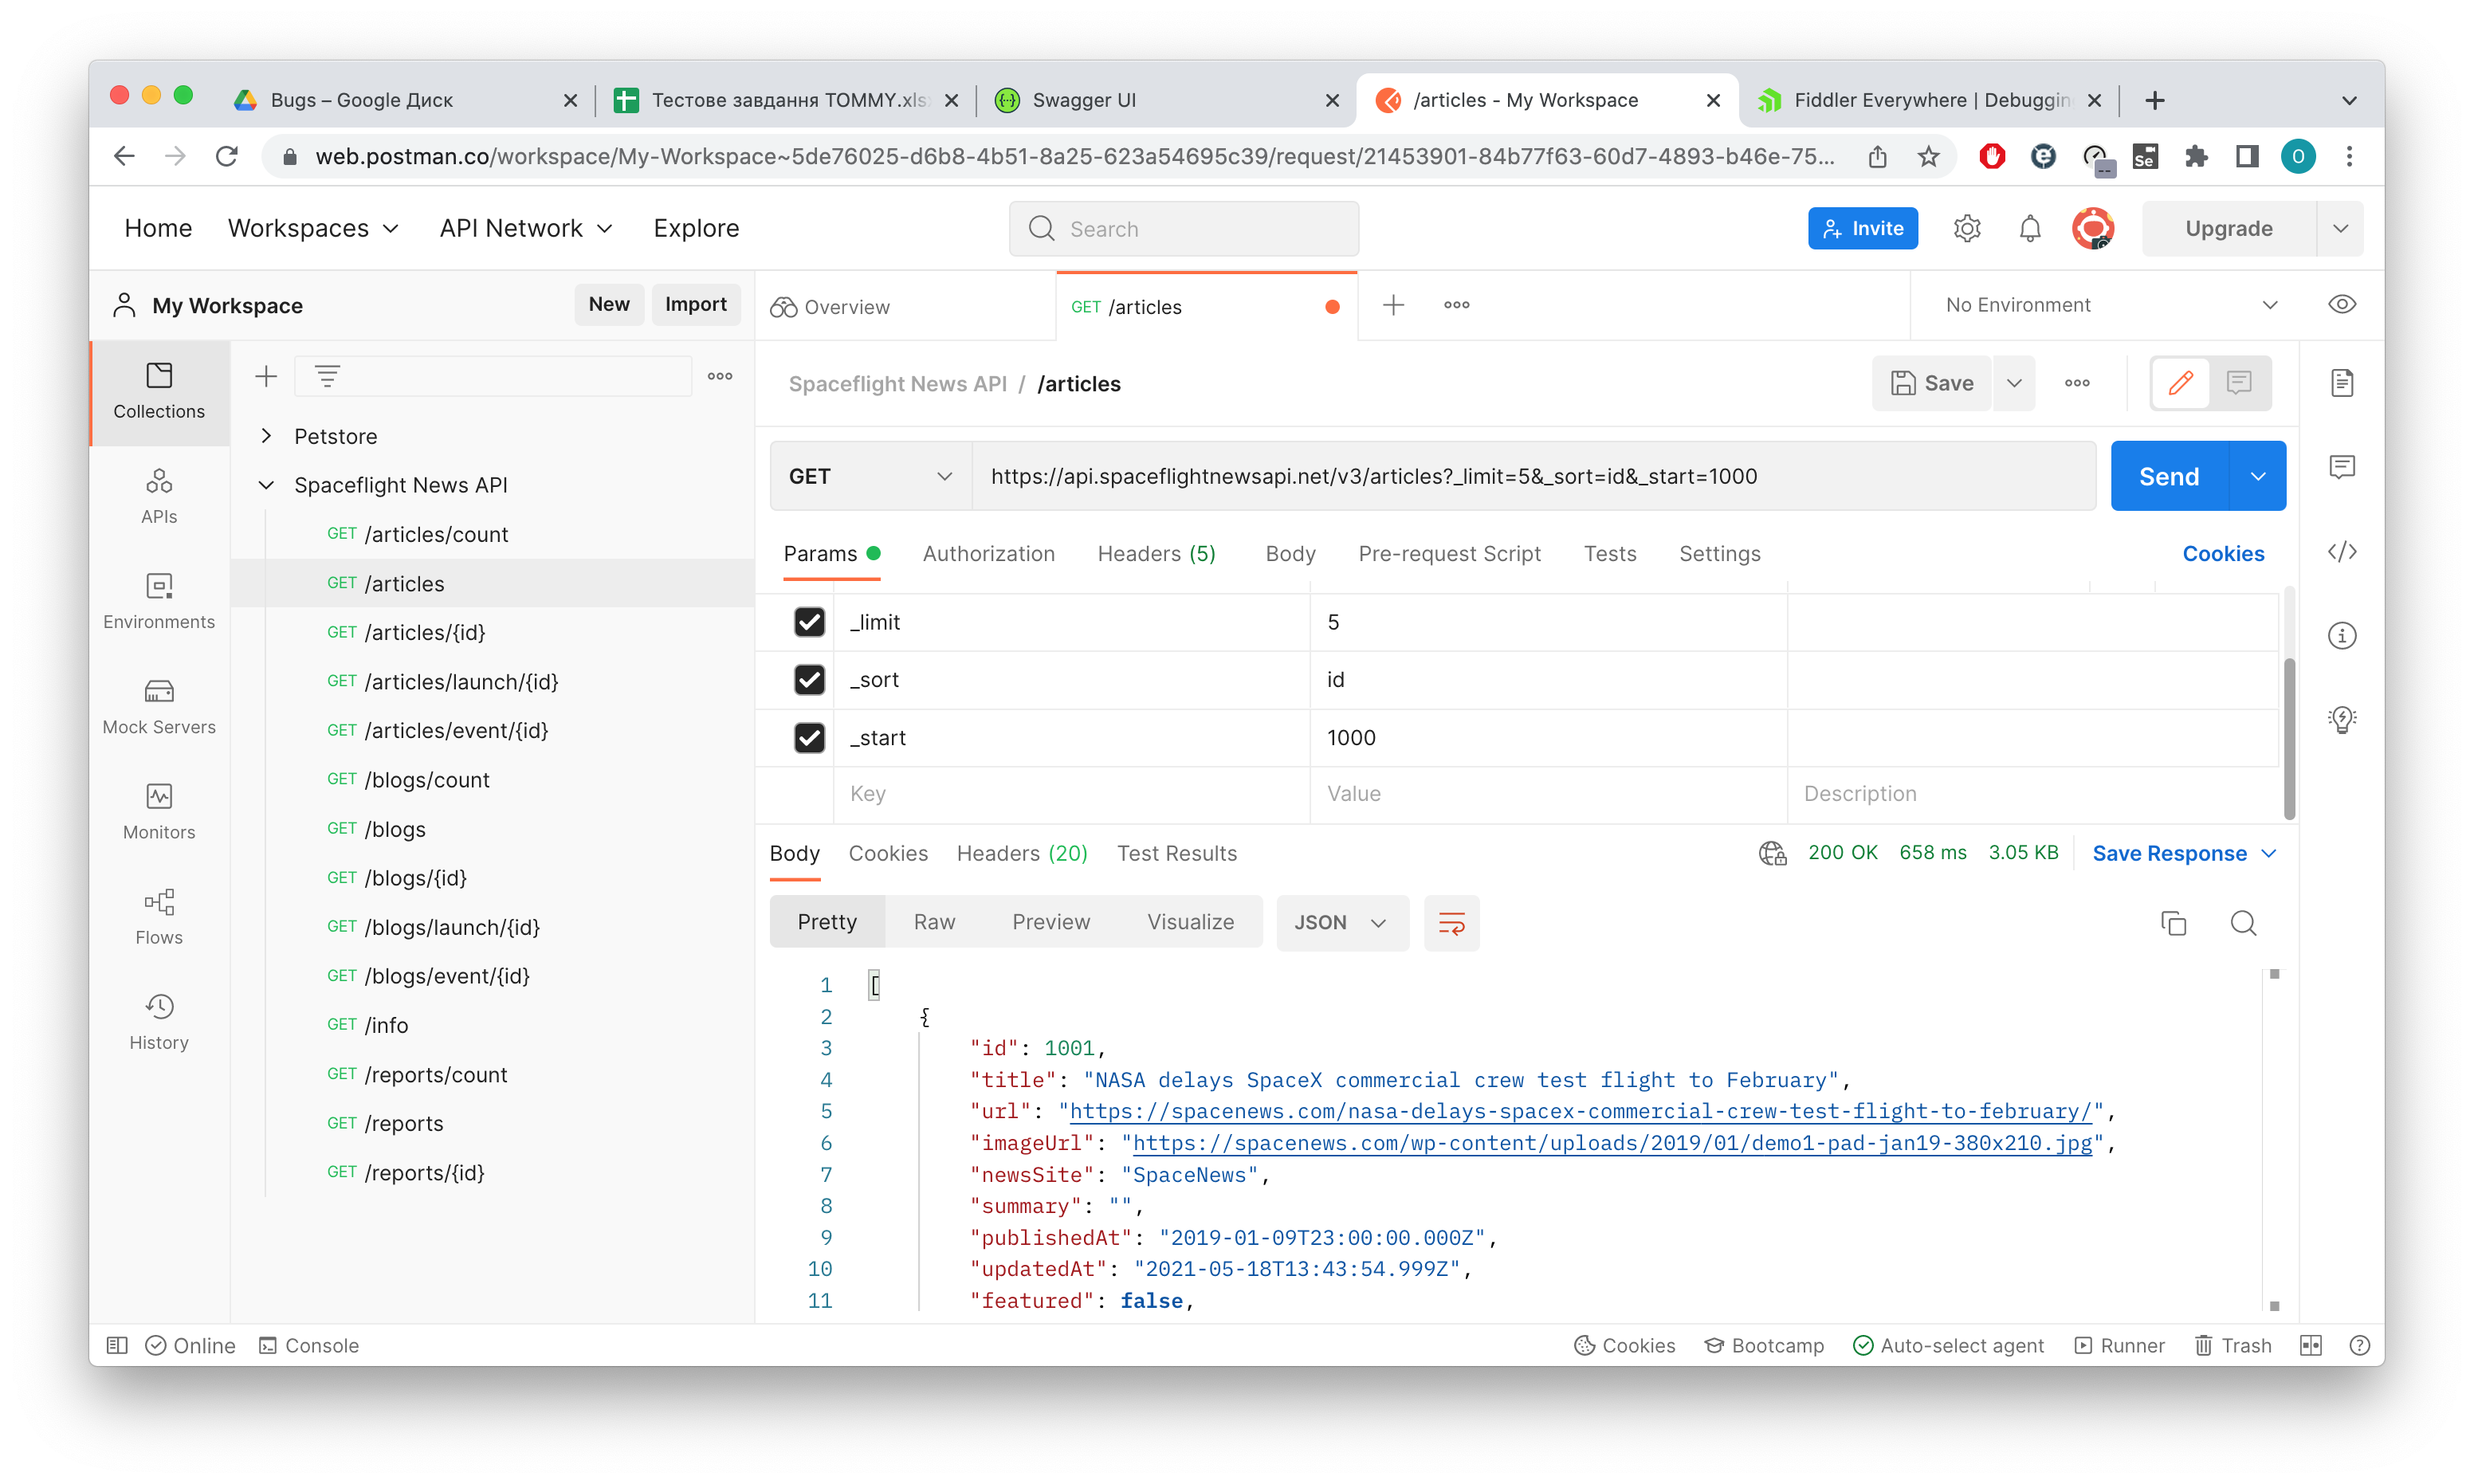 Bugs – Google Диск
Тестове завдання TOMMY.xls
Swagger UI
/articles - My Workspace
Fiddler Everywhere | Debuggin
web.postman.co/workspace/My-Workspace~5de76025-d6b8-4b51-8a25-623a54695c39/request/21453901-84b77f63-60d7-4893-b46e-75...
Se
O
Home
Workspaces
API Network
Explore
Search
Invite
Upgrade
My Workspace
New
Import
Overview
GET /articles
No Environment
Collections
APIs
Environments
Mock Servers
Monitors
Flows
History
Petstore
Spaceflight News API
GET /articles/count
GET /articles
GET /articles/{id}
GET /articles/launch/{id}
GET /articles/event/{id}
GET /blogs/count
GET /blogs
GET /blogs/{id}
GET /blogs/launch/{id}
GET /blogs/event/{id}
GET /info
GET /reports/count
GET /reports
GET /reports/{id}
Spaceflight News API / /articles
Save
GET
https://api.spaceflightnewsapi.net/v3/articles?_limit=5&_sort=id&_start=1000
Send
Params
Authorization
Headers (5)
Body
Pre-request Script
Tests
Settings
Cookies
_limit 5
_sort id
_start 1000
Key Value Description
Body
Cookies
Headers (20)
Test Results
200 OK
658 ms
3.05 KB
Save Response
Pretty
Raw
Preview
Visualize
JSON
1 [
2 {
3 "id": 1001,
4 "title": "NASA delays SpaceX commercial crew test flight to February",
5 "url": "https://spacenews.com/nasa-delays-spacex-commercial-crew-test-flight-to-february/",
6 "imageUrl": "https://spacenews.com/wp-content/uploads/2019/01/demo1-pad-jan19-380x210.jpg",
7 "newsSite": "SpaceNews",
8 "summary": "",
9 "publishedAt": "2019-01-09T23:00:00.000Z",
10 "updatedAt": "2021-05-18T13:43:54.999Z",
11 "featured": false,
Online
Console
Cookies
Bootcamp
Auto-select agent
Runner
Trash